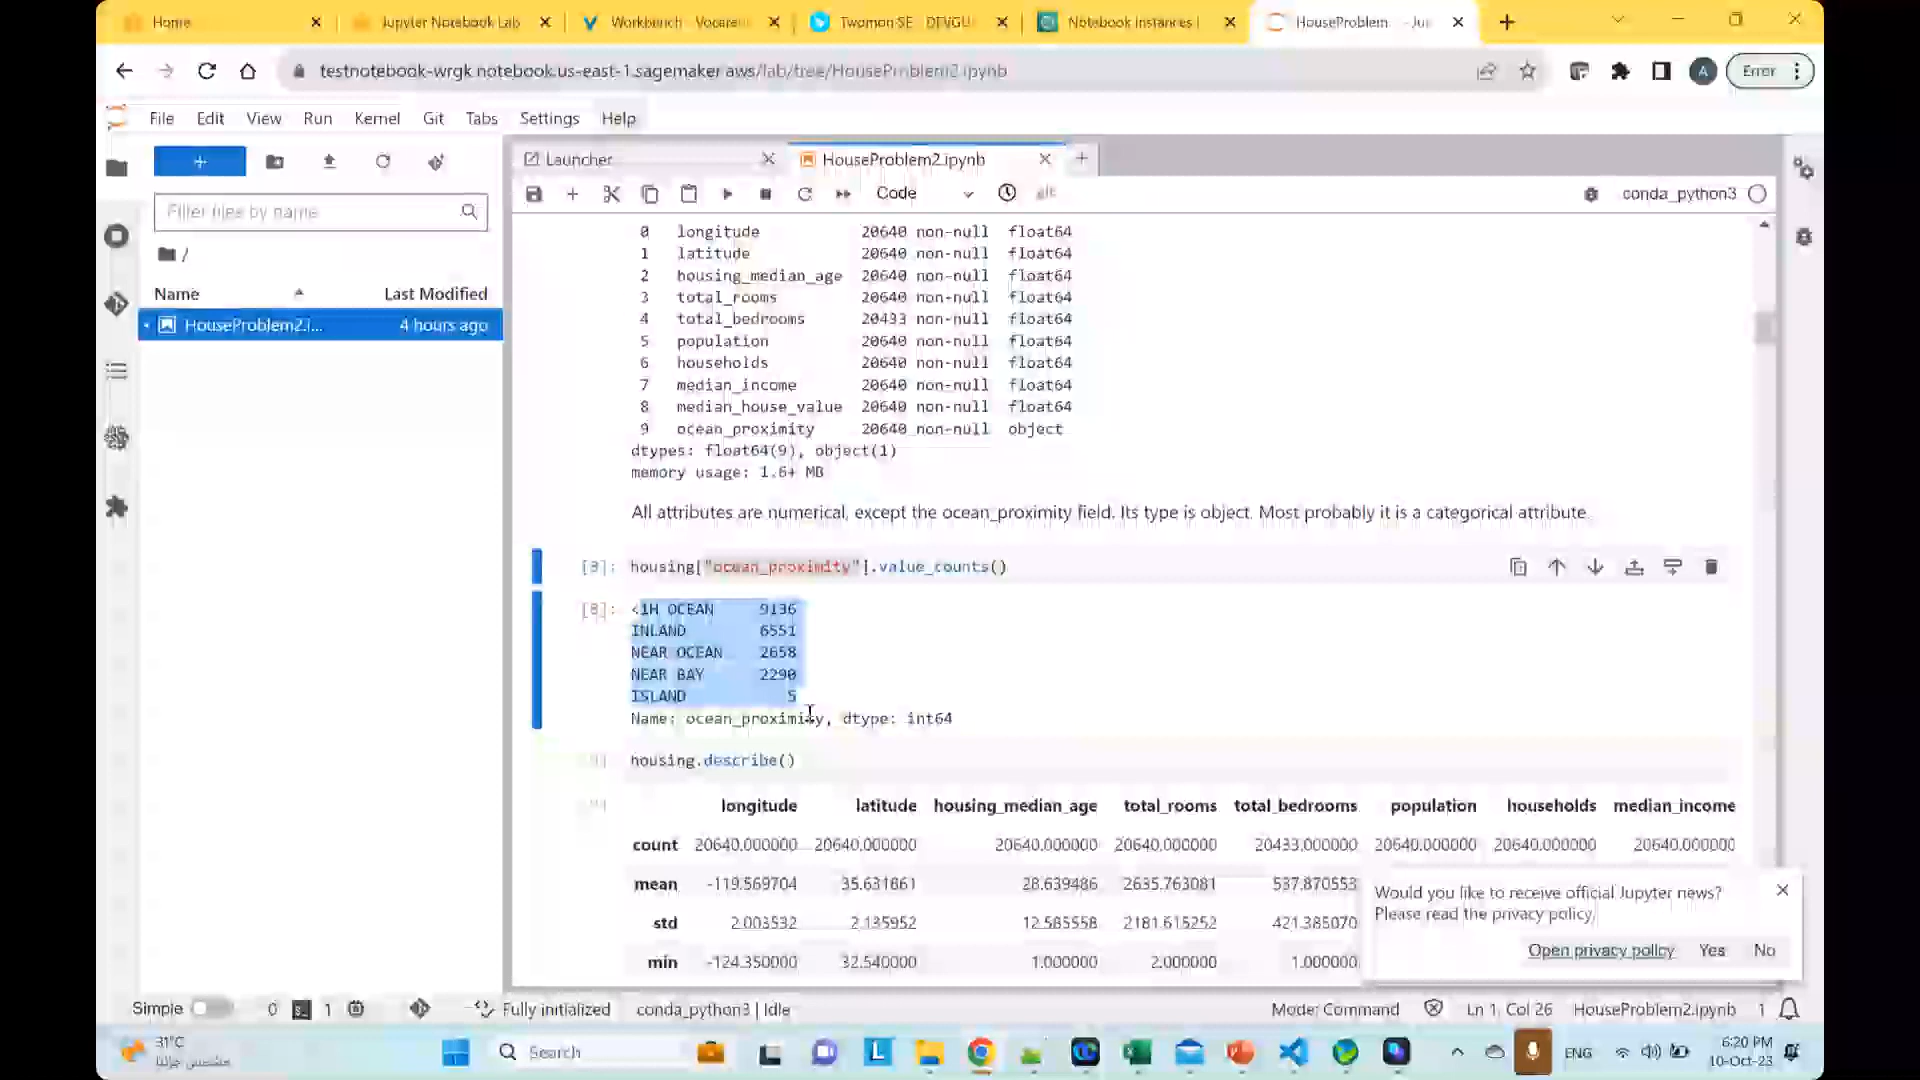 Home
Jupyter Notebook Lab
Workbench - Vocareu
Twomon SE - DEVGU
Notebook instances |
HouseProblem... - Ju
testnotebook-wrgk.notebook.us-east-1.sagemaker.aws/lab/tree/HouseProblem2.ipynb
A
Error
File Edit View Run Kernel Git Tabs Settings Help
Launcher
HouseProblem2.ipynb
Code
git
conda_python3
Filter files by name
/
Name
Last Modified
HouseProblem2.i...
4 hours ago
0 longitude 20640 non-null float64
1 latitude 20640 non-null float64
2 housing_median_age 20640 non-null float64
3 total_rooms 20640 non-null float64
4 total_bedrooms 20433 non-null float64
5 population 20640 non-null float64
6 households 20640 non-null float64
7 median_income 20640 non-null float64
8 median_house_value 20640 non-null float64
9 ocean_proximity 20640 non-null object
dtypes: float64(9), object(1)
memory usage: 1.6+ MB
All attributes are numerical, except the ocean_proximity field. Its type is object. Most probably it is a categorical attribute.
[8]: housing["ocean_proximity"].value_counts()
[8]: <1H OCEAN 9136
INLAND 6551
NEAR OCEAN 2658
NEAR BAY 2290
ISLAND 5
Name: ocean_proximity, dtype: int64
housing.describe()
longitude latitude housing_median_age total_rooms total_bedrooms population households median_income
count 20640.000000 20640.000000 20640.000000 20640.000000 20433.000000 20640.000000 20640.000000 20640.000000
mean -119.569704 35.631861 28.639486 2635.763081 537.870553
std 2.003532 2.135952 12.585558 2181.615252 421.385070
min -124.350000 32.540000 1.000000 2.000000 1.000000
Would you like to receive official Jupyter news?
Please read the privacy policy.
Open privacy policy Yes No
Simple 0 1 Fully initialized conda_python3 | Idle
Mode: Command Ln 1, Col 26 HouseProblem2.ipynb 1
31°C
Search
ENG
6:20 PM
10-Oct-23